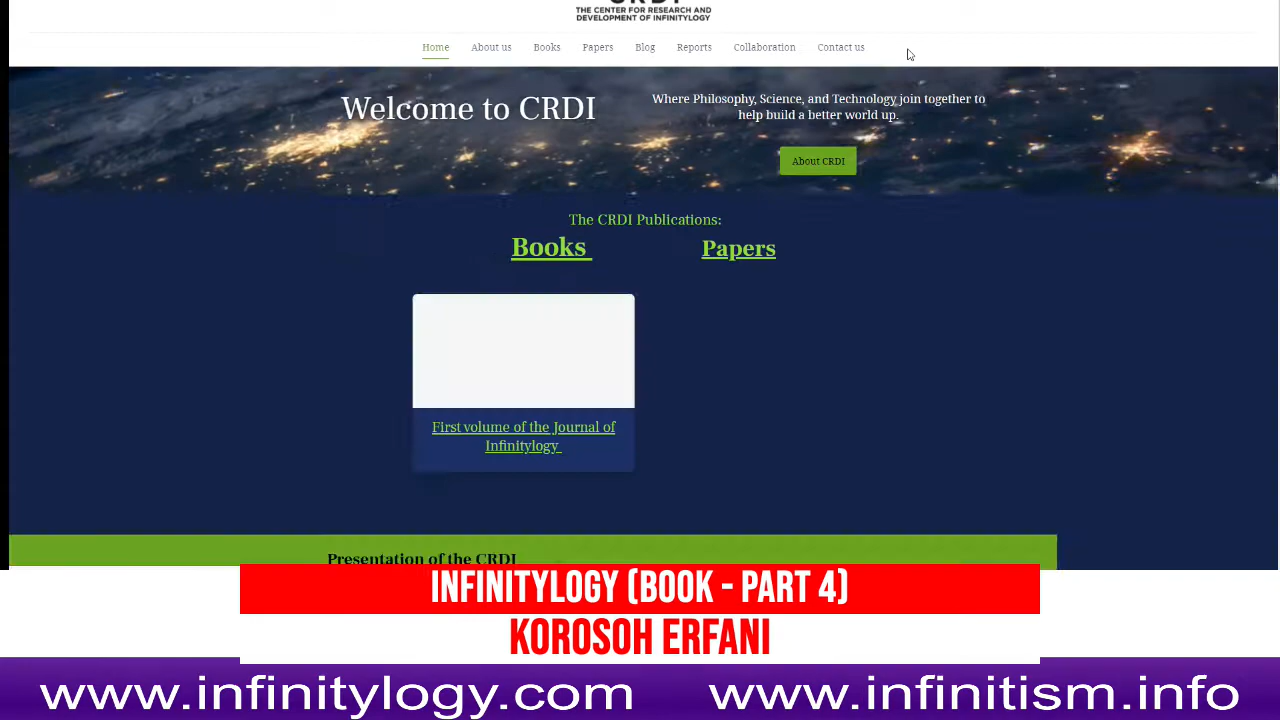 THE CENTER FOR RESEARCH AND
DEVELOPMENT OF INFINITYLOGY
Home About us Books Papers Blog Reports Collaboration Contact us
Welcome to CRDI
Where Philosophy, Science, and Technology join together to
help build a better world up.
About CRDI
The CRDI Publications:
Books Papers
First volume of the Journal of
Infinitylogy
Presentation of the CRDI
INFINITYLOGY (BOOK - PART 4)
KOROSOH ERFANI
www.infinitylogy.com www.infinitism.info